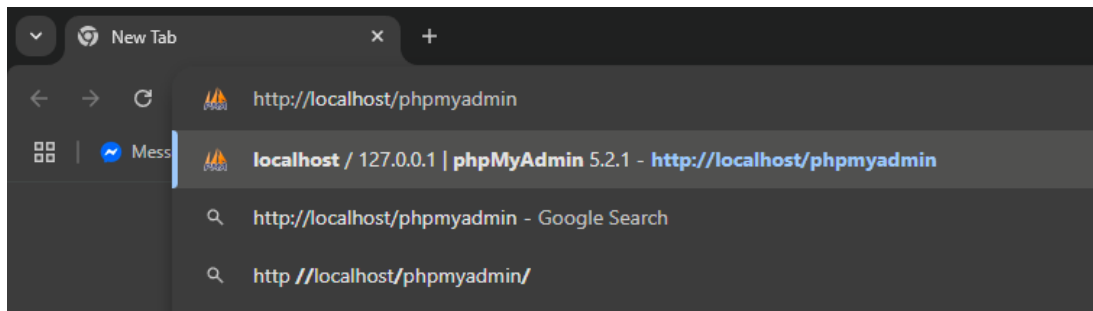 New Tab
http://localhost/phpmyadmin
Mess
localhost / 127.0.0.1 | phpMyAdmin 5.2.1 - http://localhost/phpmyadmin
http://localhost/phpmyadmin - Google Search
http //localhost/phpmyadmin/